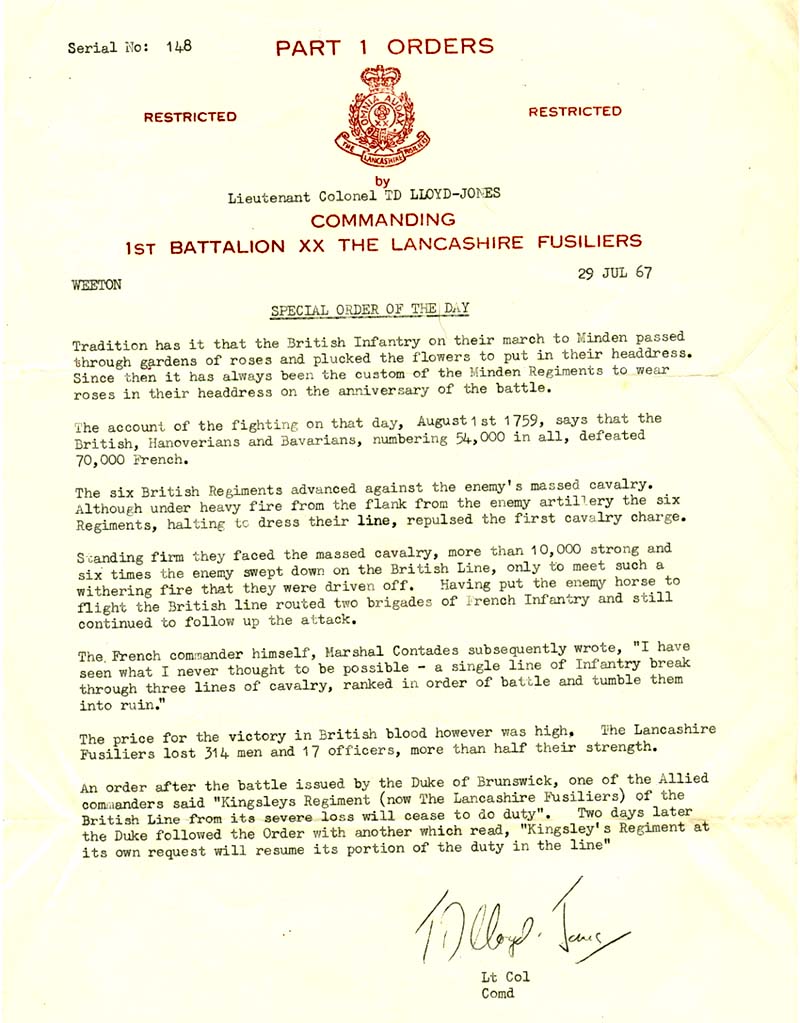 Serial No: 148
PART 1 ORDERS
RESTRICTED
RESTRICTED
OMNIA AUDAX
XX
THE LANCASHIRE FUSILIERS
by
Lieutenant Colonel TD LLOYD-JONES
COMMANDING
1ST BATTALION XX THE LANCASHIRE FUSILIERS
29 JUL 67
WEETON
SPECIAL ORDER OF THE DAY
Tradition has it that the British Infantry on their march to Minden passed
through gardens of roses and plucked the flowers to put in their headdress.
Since then it has always been the custom of the Minden Regiments to wear
roses in their headdress on the anniversary of the battle.
The account of the fighting on that day, August 1st 1759, says that the
British, Hanoverians and Bavarians, numbering 54,000 in all, defeated
70,000 French.
The six British Regiments advanced against the enemy's massed cavalry.
Although under heavy fire from the flank from the enemy artillery the six
Regiments, halting to dress their line, repulsed the first cavalry charge.
Standing firm they faced the massed cavalry, more than 10,000 strong and
six times the enemy swept down on the British Line, only to meet such a
withering fire that they were driven off. Having put the enemy horse to
flight the British line routed two brigades of French Infantry and still
continued to follow up the attack.
The French commander himself, Marshal Contades subsequently wrote, "I have
seen what I never thought to be possible - a single line of Infantry break
through three lines of cavalry, ranked in order of battle and tumble them
into ruin."
The price for the victory in British blood however was high. The Lancashire
Fusiliers lost 314 men and 17 officers, more than half their strength.
An order after the battle issued by the Duke of Brunswick, one of the Allied
commanders said "Kingsleys Regiment (now The Lancashire Fusiliers) of the
British Line from its severe loss will cease to do duty". Two days later
the Duke followed the Order with another which read, "Kingsley's Regiment at
its own request will resume its portion of the duty in the line"
TD Lloyd-Jones
Lt Col
Comd